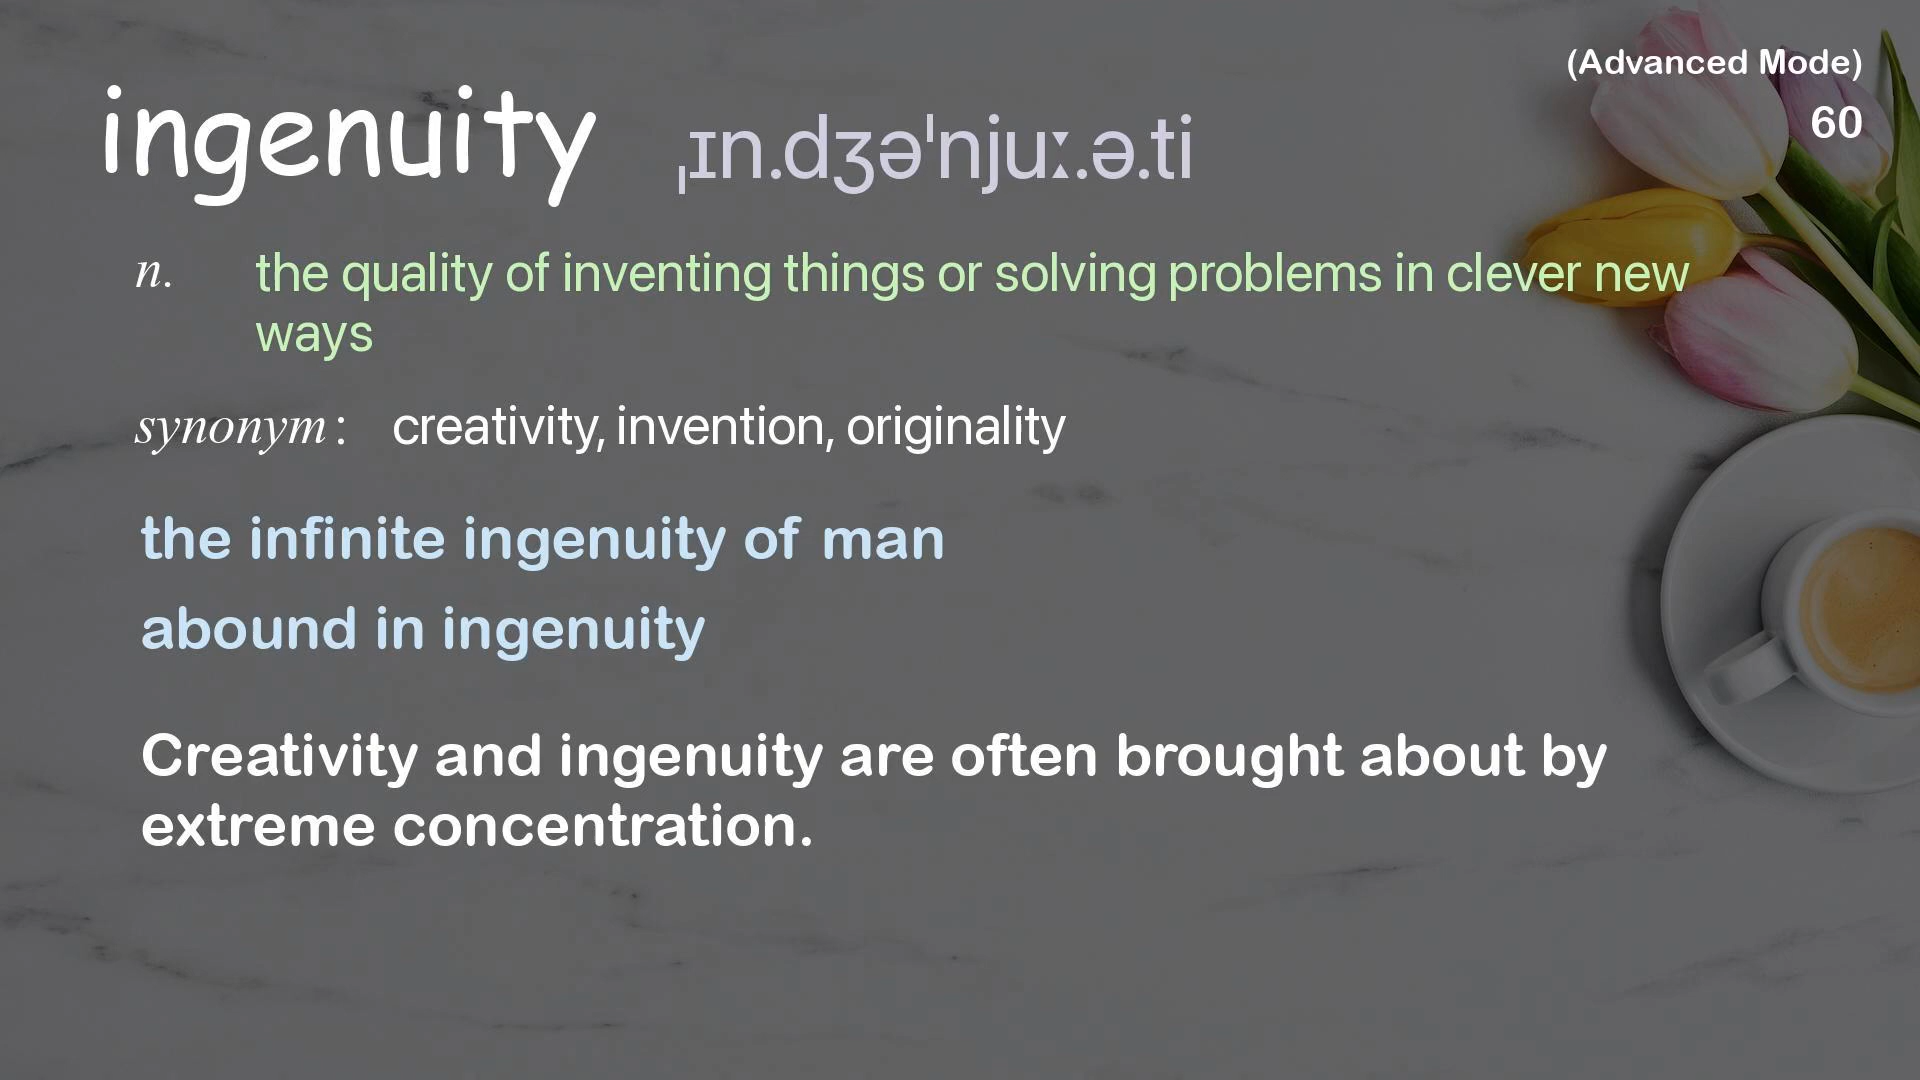 (Advanced Mode)
60
ingenuity ˌɪn.dʒəˈnjuː.ə.ti
n. the quality of inventing things or solving problems in clever new
ways
synonym: creativity, invention, originality
the infinite ingenuity of man
abound in ingenuity
Creativity and ingenuity are often brought about by
extreme concentration.